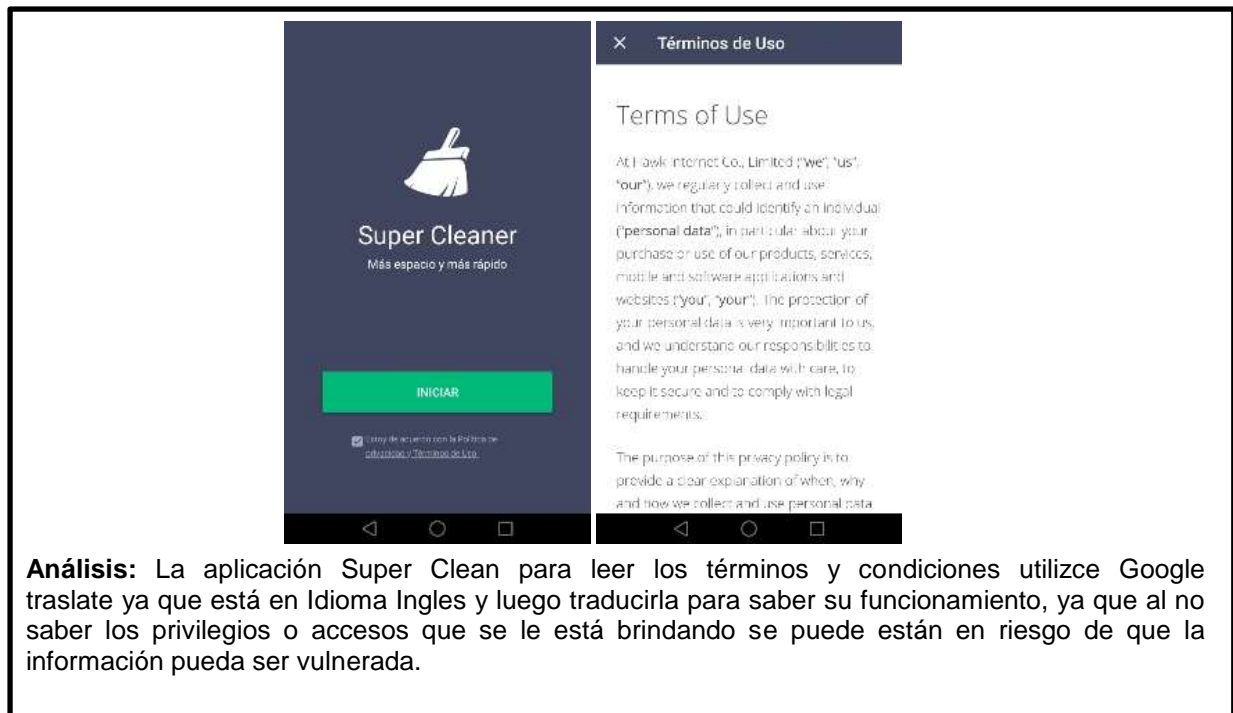 Super Cleaner
Más espacio y más rápido
INICIAR
Estoy de acuerdo con la Política de
privacidad y Términos de Uso.
Términos de Uso
Terms of Use
At Hawk Internet Co., Limited ("we", "us",
"our"), we regularly collect and use
information that could identify an individual
("personal data"), in particular about your
purchase or use of our products, services,
mobile and software applications and
websites ("you", "your"). The protection of
your personal data is very important to us,
and we understand our responsibilities to
handle your personal data with care, to
keep it secure and to comply with legal
requirements.
The purpose of this privacy policy is to
provide a clear explanation of when, why
and how we collect and use personal data
Análisis: La aplicación Super Clean para leer los términos y condiciones utilizce Google
traslate ya que está en Idioma Ingles y luego traducirla para saber su funcionamiento, ya que al no
saber los privilegios o accesos que se le está brindando se puede están en riesgo de que la
información pueda ser vulnerada.